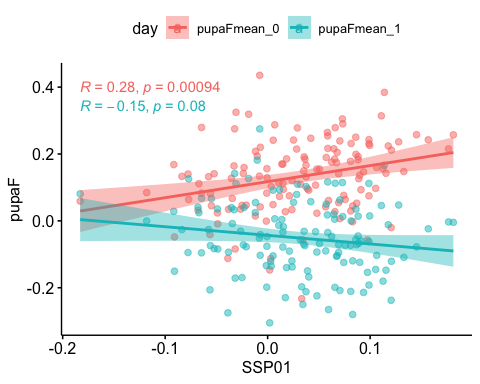 day pupaFmean_0 pupaFmean_1
R = 0.28, p = 0.00094
R = −0.15, p = 0.08
0.4
0.2
0.0
-0.2
pupaF
-0.2 -0.1 0.0 0.1
SSP01